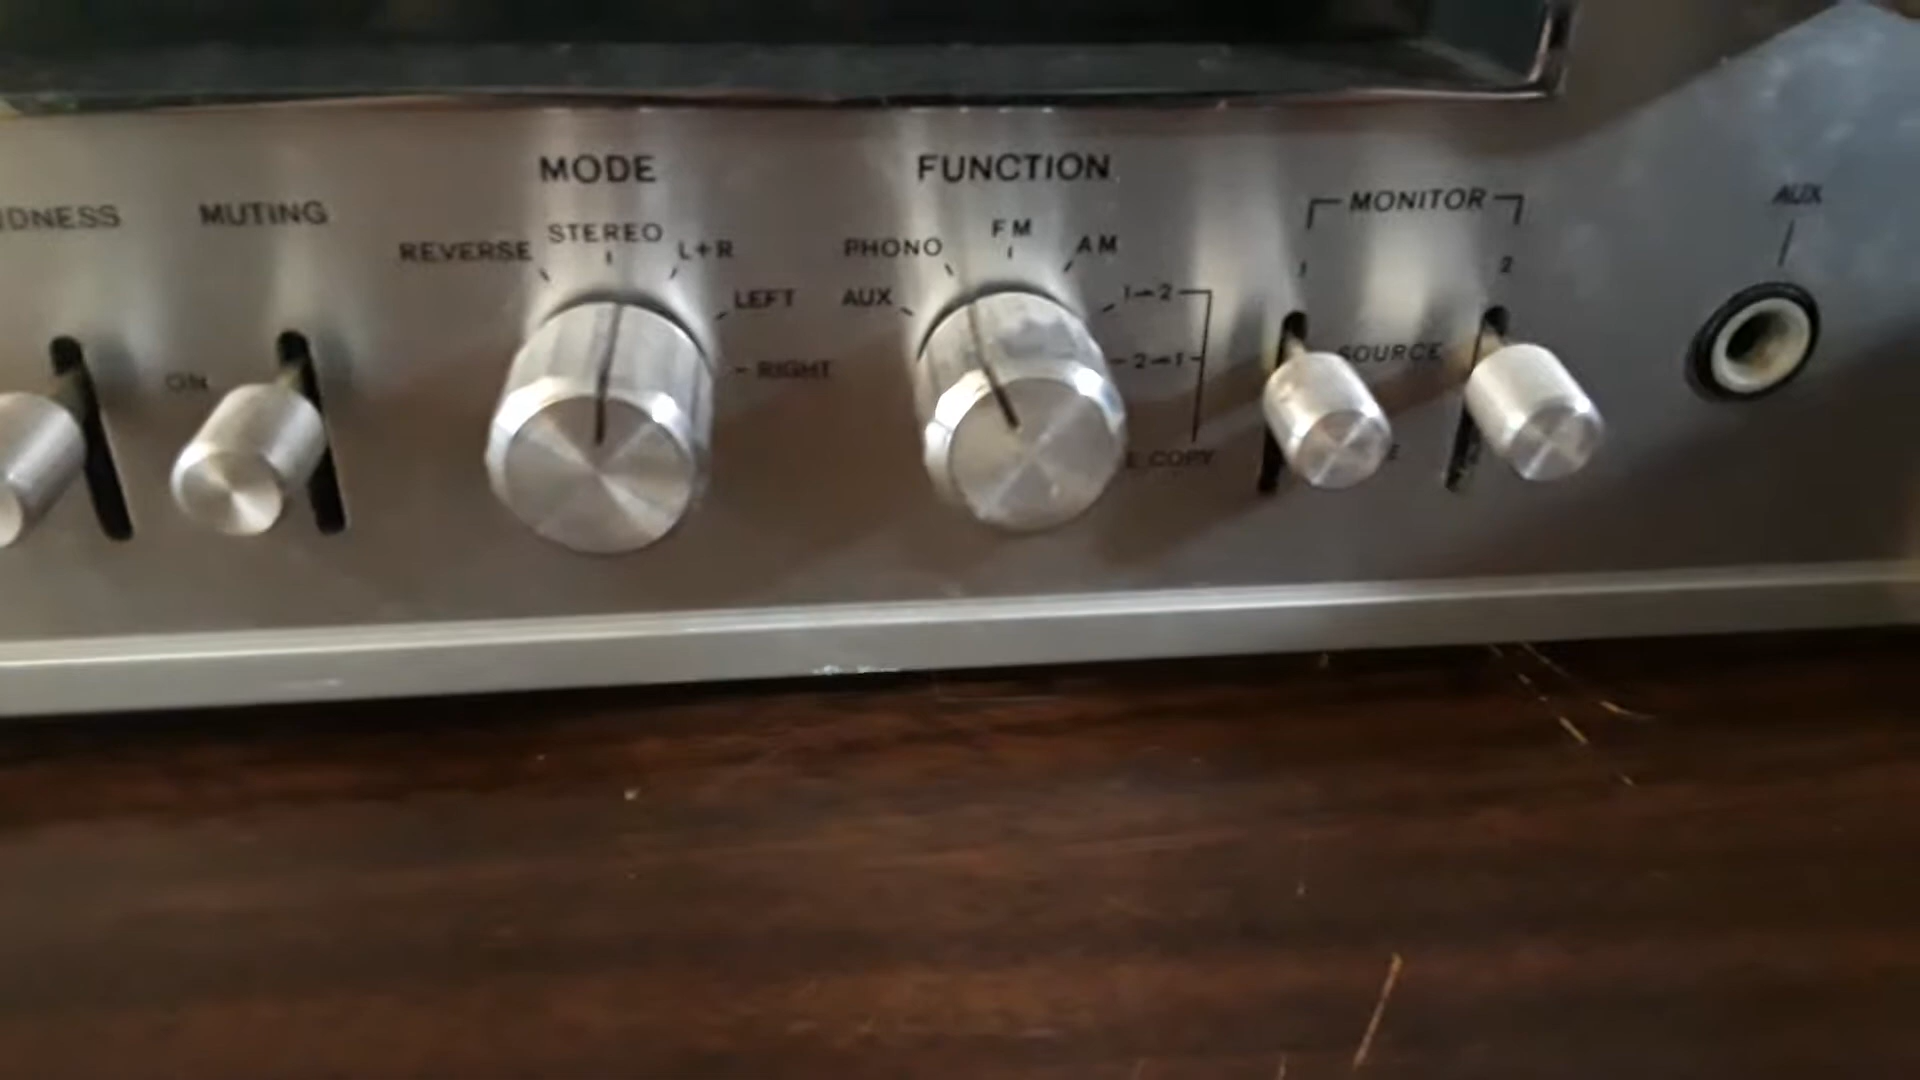 MODE
FUNCTION
MONITOR
AUX
MUTING
REVERSE
STEREO
L+R
LEFT
RIGHT
PHONO
FM
AM
AUX
1→2
2→1
1
2
SOURCE
ON
COPY